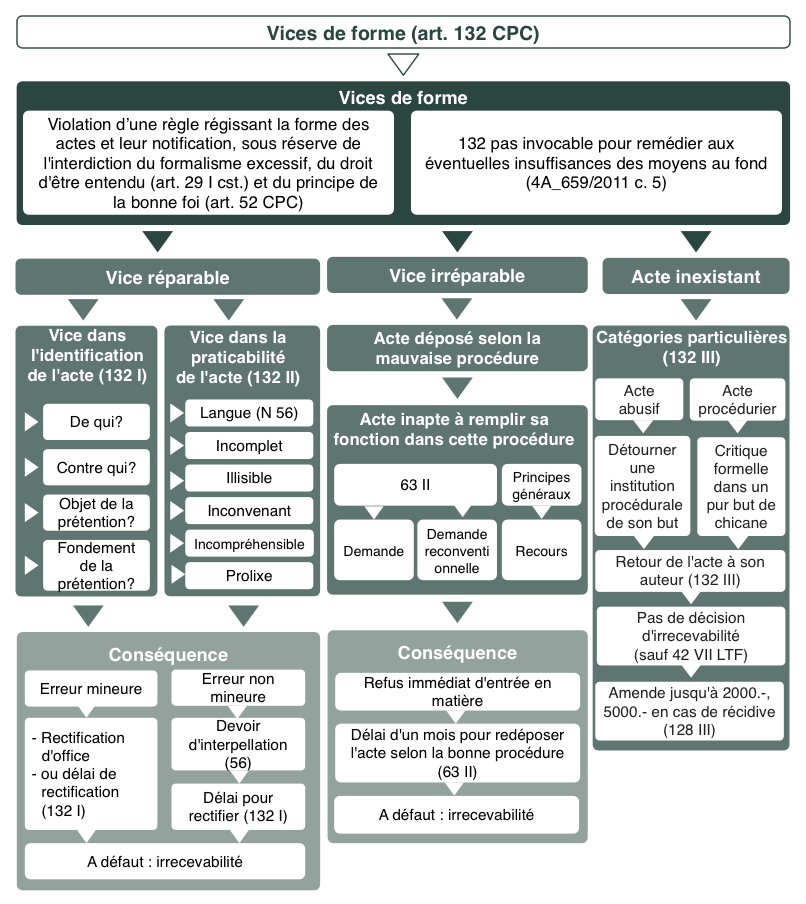 Vices de forme (art. 132 CPC)
Vices de forme
Violation d'une règle régissant la forme des
actes et leur notification, sous réserve de
l'interdiction du formalisme excessif, du droit
d'être entendu (art. 29 I cst.) et du principe de
la bonne foi (art. 52 CPC)
132 pas invocable pour remédier aux
éventuelles insuffisances des moyens au fond
(4A_659/2011 c. 5)
Vice réparable
Vice dans
l'identification
de l'acte (132 I)
De qui?
Contre qui?
Objet de la
prétention?
Fondement
de la
prétention?
Vice dans la
praticabilité
de l'acte (132 II)
Langue (N 56)
Incomplet
Illisible
Inconvenant
Incompréhensible
Prolixe
Conséquence
Erreur mineure
- Rectification
d'office
- ou délai de
rectification
(132 I)
Erreur non
mineure
Devoir
d'interpellation
(56)
Délai pour
rectifier (132 I)
A défaut : irrecevabilité
Vice irréparable
Acte déposé selon la
mauvaise procédure
Acte inapte à remplir sa
fonction dans cette procédure
63 II
Principes
généraux
Demande
Demande
reconventi
onnelle
Recours
Conséquence
Refus immédiat d'entrée en
matière
Délai d'un mois pour redéposer
l'acte selon la bonne procédure
(63 II)
A défaut : irrecevabilité
Acte inexistant
Catégories particulières
(132 III)
Acte
abusif
Acte
procédurier
Détourner
une
institution
procédurale
de son but
Critique
formelle
dans un
pur but de
chicane
Retour de l'acte à son
auteur (132 III)
Pas de décision
d'irrecevabilité
(sauf 42 VII LTF)
Amende jusqu'à 2000.-,
5000.- en cas de récidive
(128 III)